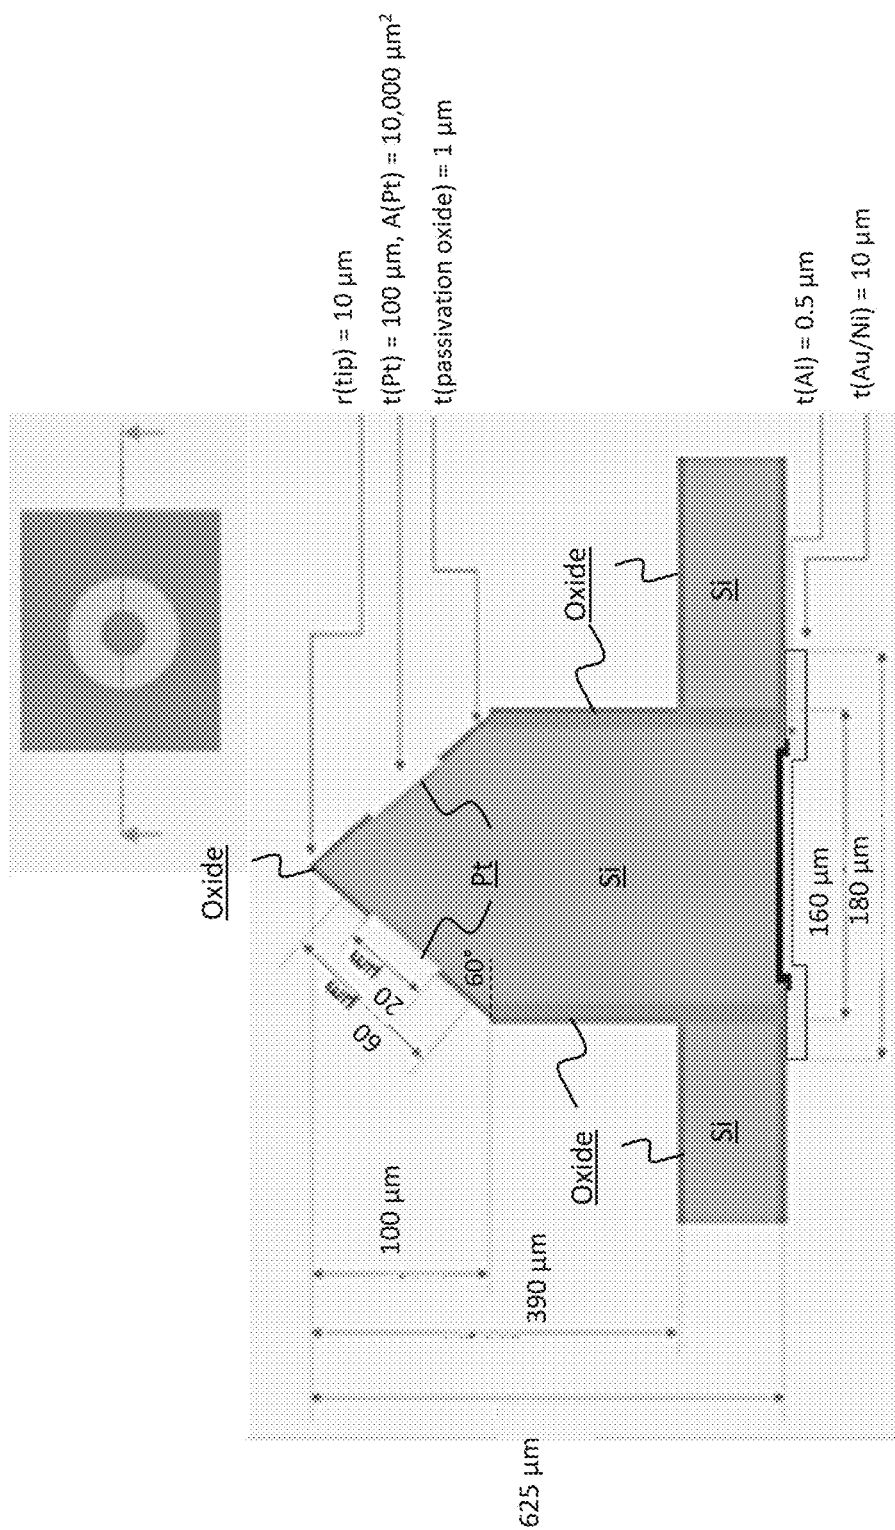 r(tip) = 10 µm
t(Pt) = 100 µm, A(Pt) = 10,000 µm²
t(passivation oxide) = 1 µm
Oxide
60 µm
20 µm
60°
Pt
Si
Oxide
Oxide
Oxide
Si
Si
100 µm
390 µm
625 µm
160 µm
180 µm
t(Al) = 0.5 µm
t(Au/Ni) = 10 µm